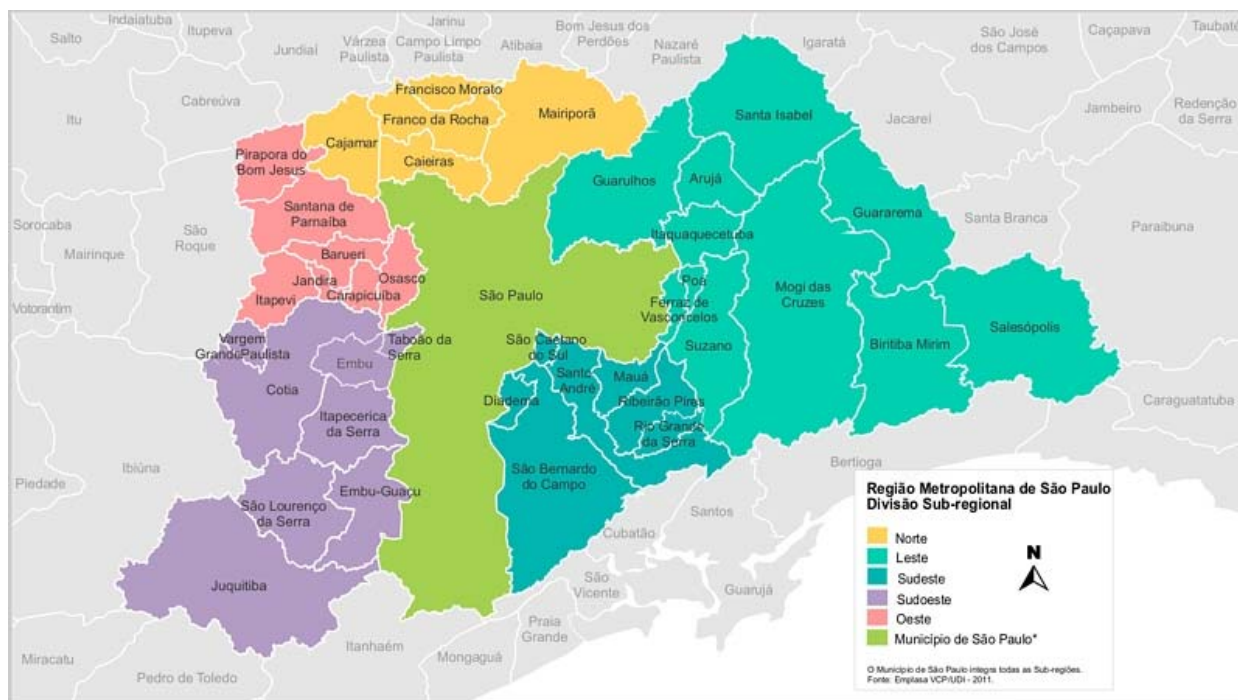 Indaiatuba
Salto
Itupeva
Jundiaí
Várzea
Paulista
Jarinu
Campo Limpo
Paulista
Atibaia
Bom Jesus dos
Perdões
Nazaré
Paulista
Igaratá
São José
dos Campos
Caçapava
Taubaté
Itu
Cabreúva
Jacareí
Jambeiro
Redenção
da Serra
Francisco Morato
Franco da Rocha
Mairiporã
Cajamar
Caieiras
Pirapora do
Bom Jesus
Santa Isabel
Guarulhos
Arujá
Santana de
Parnaíba
Guararema
Sorocaba
Mairinque
São
Roque
Santa Branca
Paraibuna
Itaquaquecetuba
Barueri
Jandira
Osasco
Itapevi
Carapicuíba
São Paulo
Poá
Ferraz de
Vasconcelos
Mogi das
Cruzes
Votorantim
Salesópolis
Vargem
Grande Paulista
Taboão da
Serra
São Caetano
do Sul
Suzano
Biritiba Mirim
Embu
Cotia
Santo
André
Mauá
Diadema
Ribeirão Pires
Itapecerica
da Serra
Rio Grande
da Serra
Caraguatatuba
Ibiúna
Piedade
São Bernardo
do Campo
Bertioga
São Lourenço
da Serra
Embu-Guaçu
Santos
Cubatão
Juquitiba
São
Vicente
Guarujá
Praia
Grande
Itanhaém
Mongaguá
Miracatu
Pedro de Toledo
Região Metropolitana de São Paulo
Divisão Sub-regional
Norte
Leste
Sudeste
Sudoeste
Oeste
Município de São Paulo*
N
O Município de São Paulo integra todas as Sub-regiões.
Fonte: Emplasa VCP/UDI - 2011.